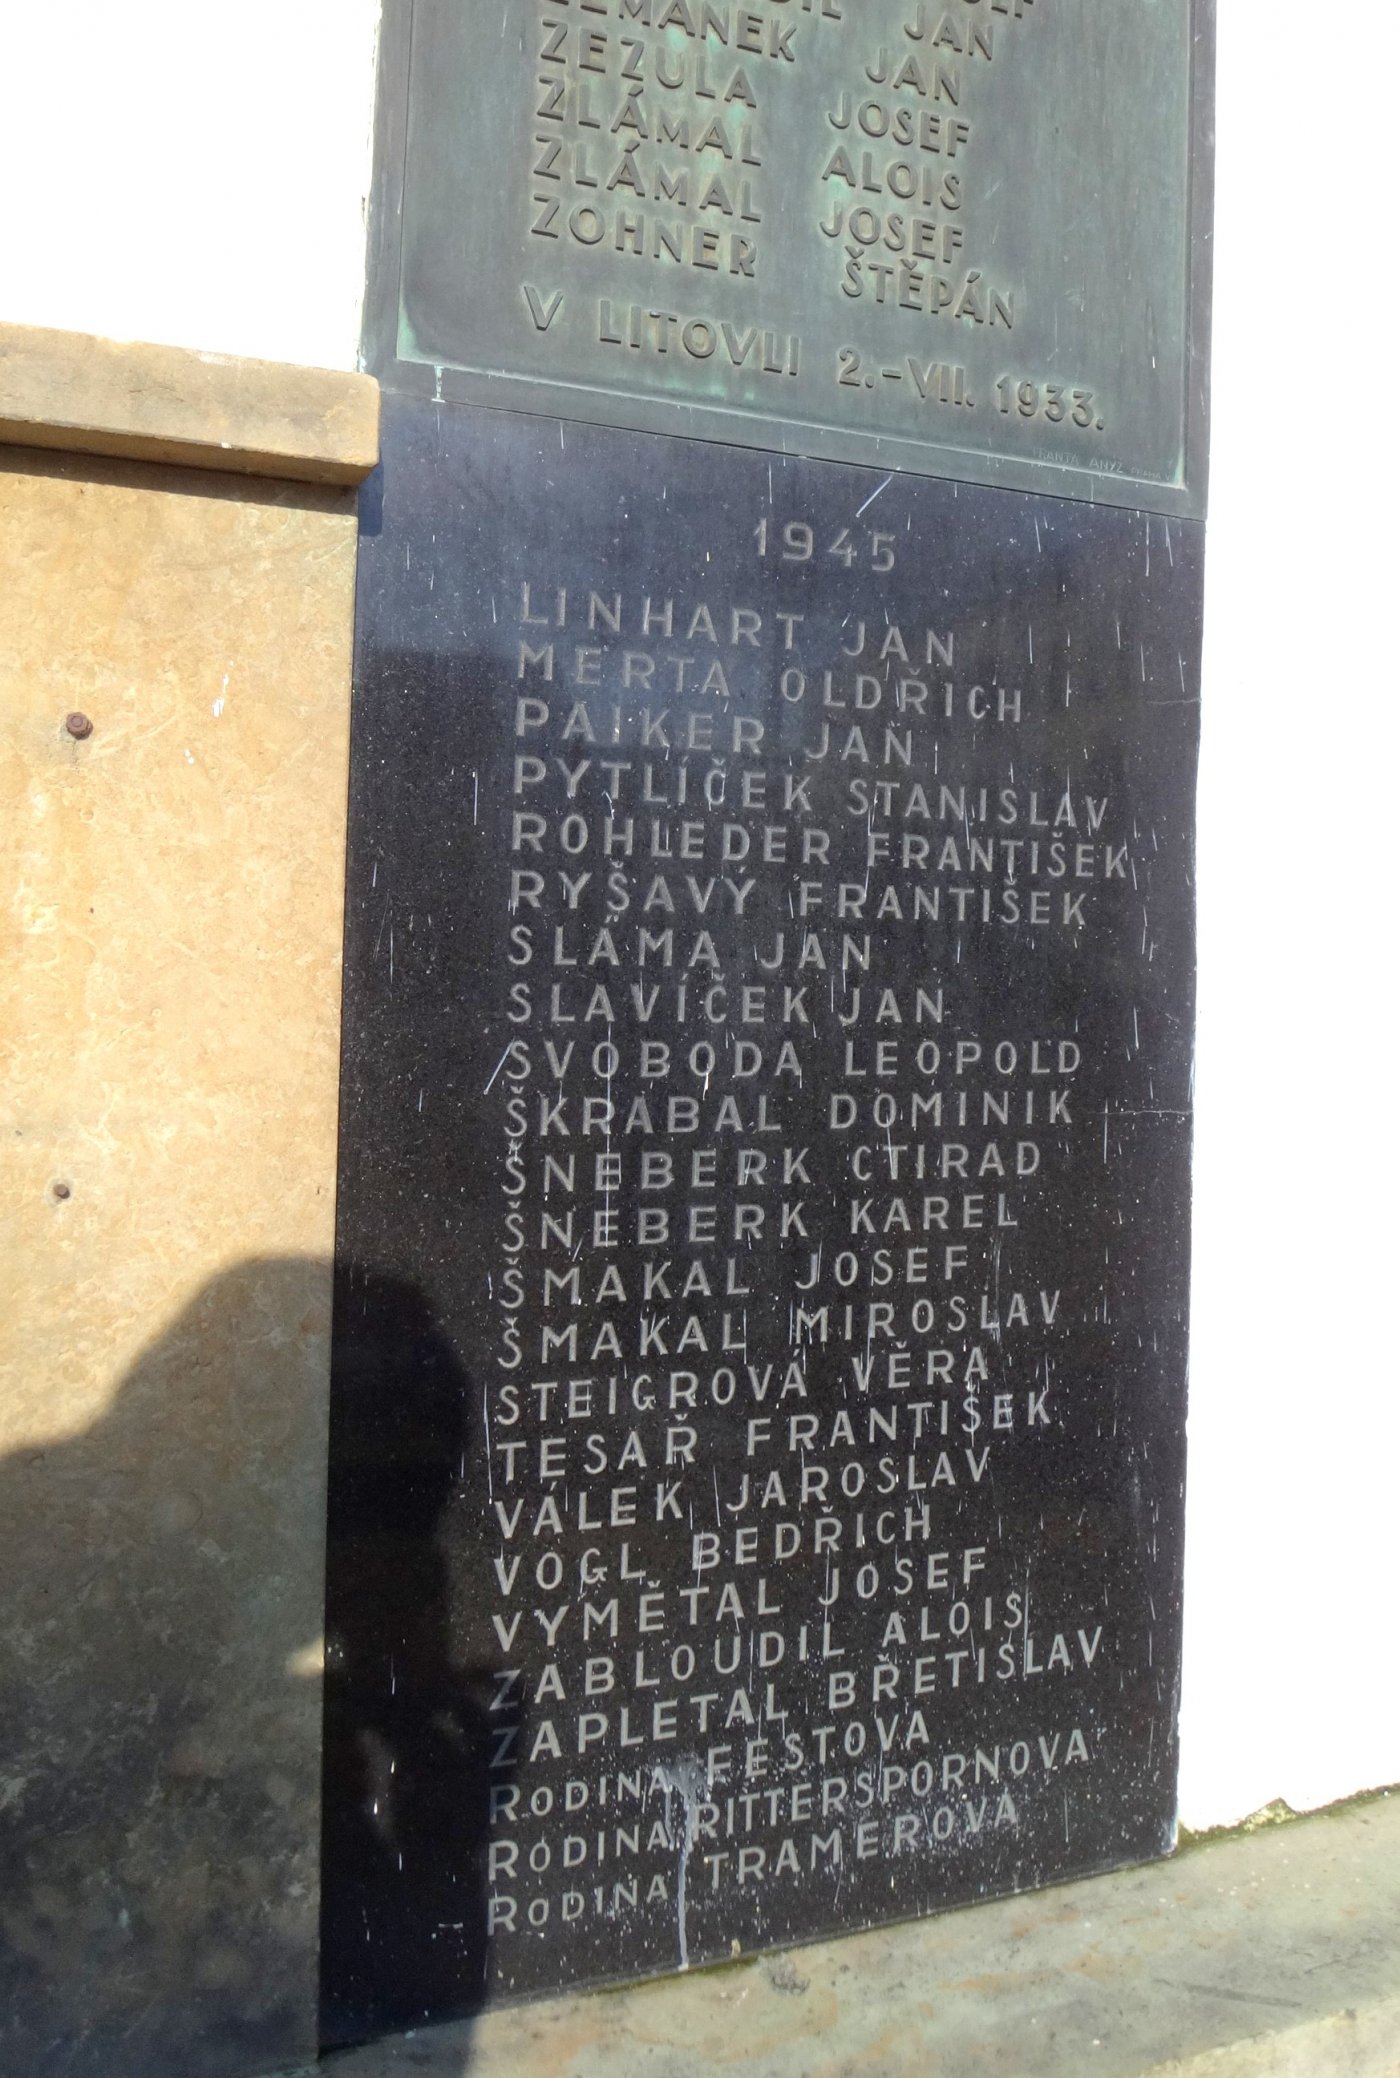 ZEMÁNEK JAN
ZEZULA JAN
ZLÁMAL JOSEF
ZLÁMAL ALOIS
ZOHNER JOSEF
ŠTĚPÁN
V LITOVLI 2.-VII. 1933.
FRANTA ANÝŽ PRAHA
1945
LINHART JAN
MERTA OLDŘICH
PAIKER JAN
PYTLÍČEK STANISLAV
ROHLEDER FRANTIŠEK
RYŠAVÝ FRANTIŠEK
SLÁMA JAN
SLAVÍČEK JAN
SVOBODA LEOPOLD
ŠKRABAL DOMINIK
ŠNEBERK CTIRAD
ŠNEBERK KAREL
ŠMAKAL JOSEF
ŠMAKAL MIROSLAV
STEIGROVÁ VĚRA
TESAŘ FRANTIŠEK
VÁLEK JAROSLAV
VOGL BEDŘICH
VYMĚTAL JOSEF
ZABLOUDIL ALOIS
ZAPLETAL BŘETISLAV
RODINA FESTOVA
RODINA RITTERSPORNOVA
RODINA TRAMEROVA